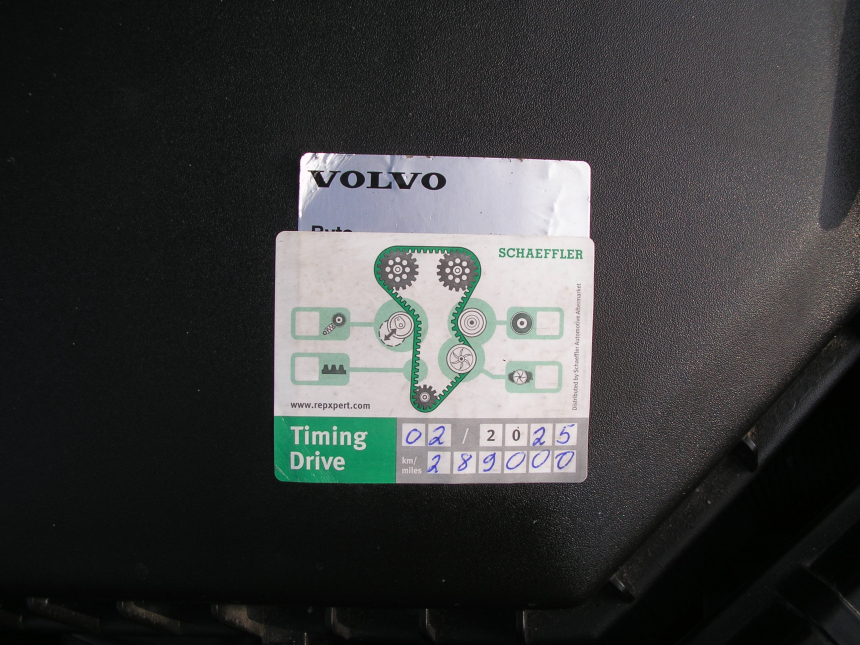 VOLVO
SCHAEFFLER
Distributed by Schaeffler Automotive Aftermarket
www.repxpert.com
Timing Drive
02 / 2025
km/miles 289000